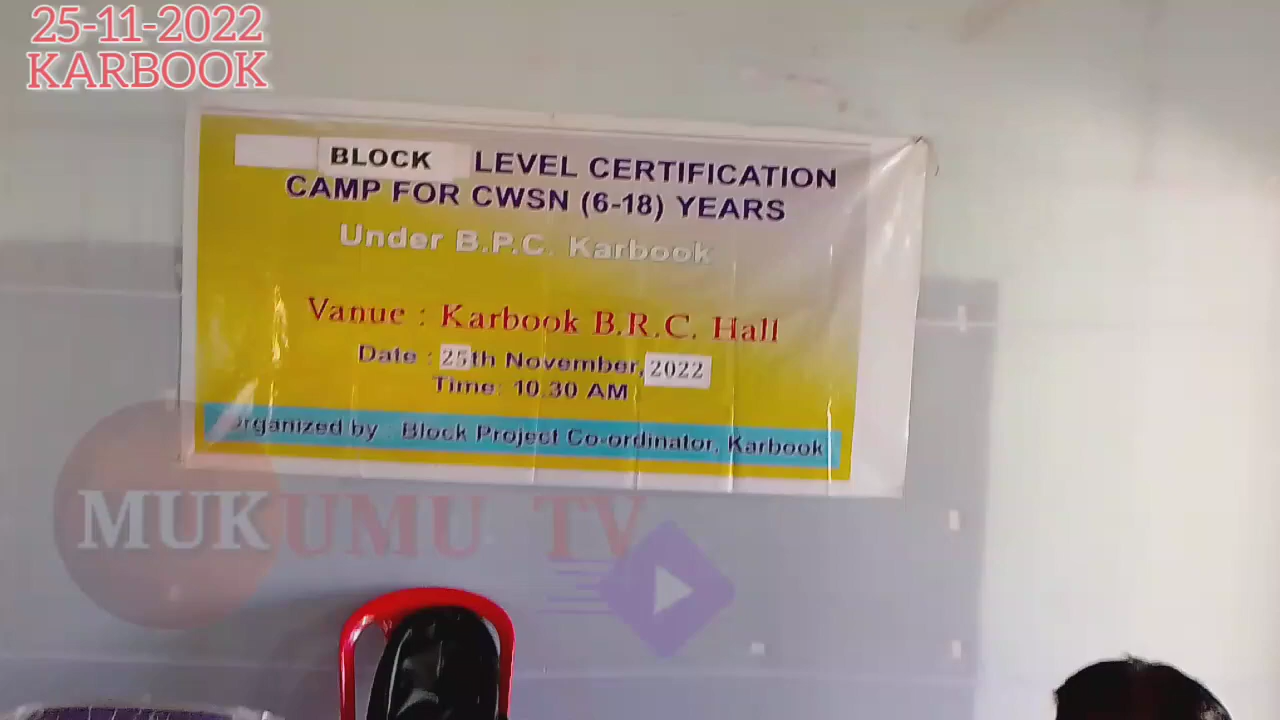 25-11-2022
KARBOOK
BLOCK LEVEL CERTIFICATION
CAMP FOR CWSN (6-18) YEARS
Under B.P.C. Karbook
Vanue : Karbook B.R.C. Hall
Date : 25th November, 2022
Time: 10.30 AM
Organized by : Block Project Co-ordinator, Karbook
MUKUMU TV